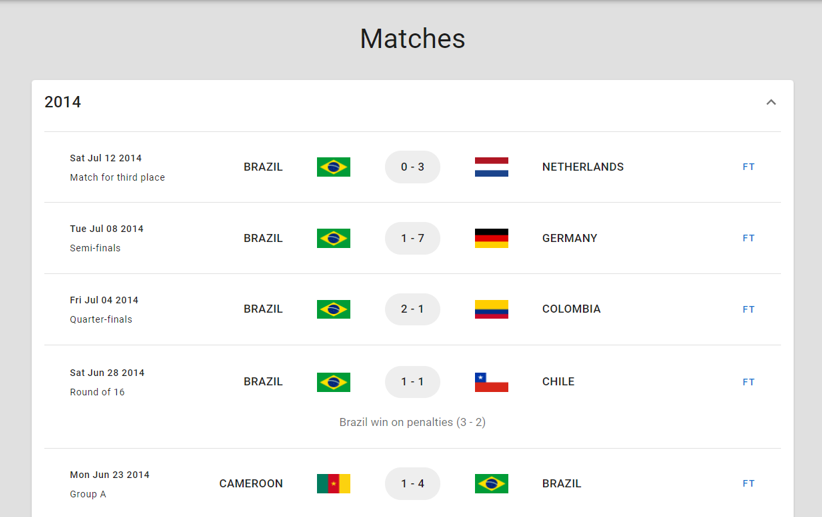 Matches
2014
Sat Jul 12 2014
Match for third place
BRAZIL
0 - 3
NETHERLANDS
FT
Tue Jul 08 2014
Semi-finals
BRAZIL
1 - 7
GERMANY
FT
Fri Jul 04 2014
Quarter-finals
BRAZIL
2 - 1
COLOMBIA
FT
Sat Jun 28 2014
Round of 16
BRAZIL
1 - 1
CHILE
FT
Brazil win on penalties (3 - 2)
Mon Jun 23 2014
Group A
CAMEROON
1 - 4
BRAZIL
FT